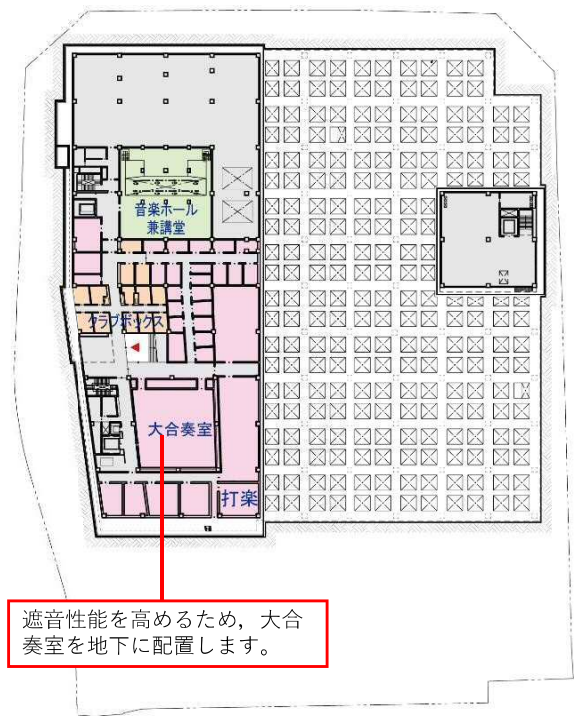 音楽ホール
兼講堂
クラブボックス
大合奏室
打楽
遮音性能を高めるため，大合
奏室を地下に配置します。